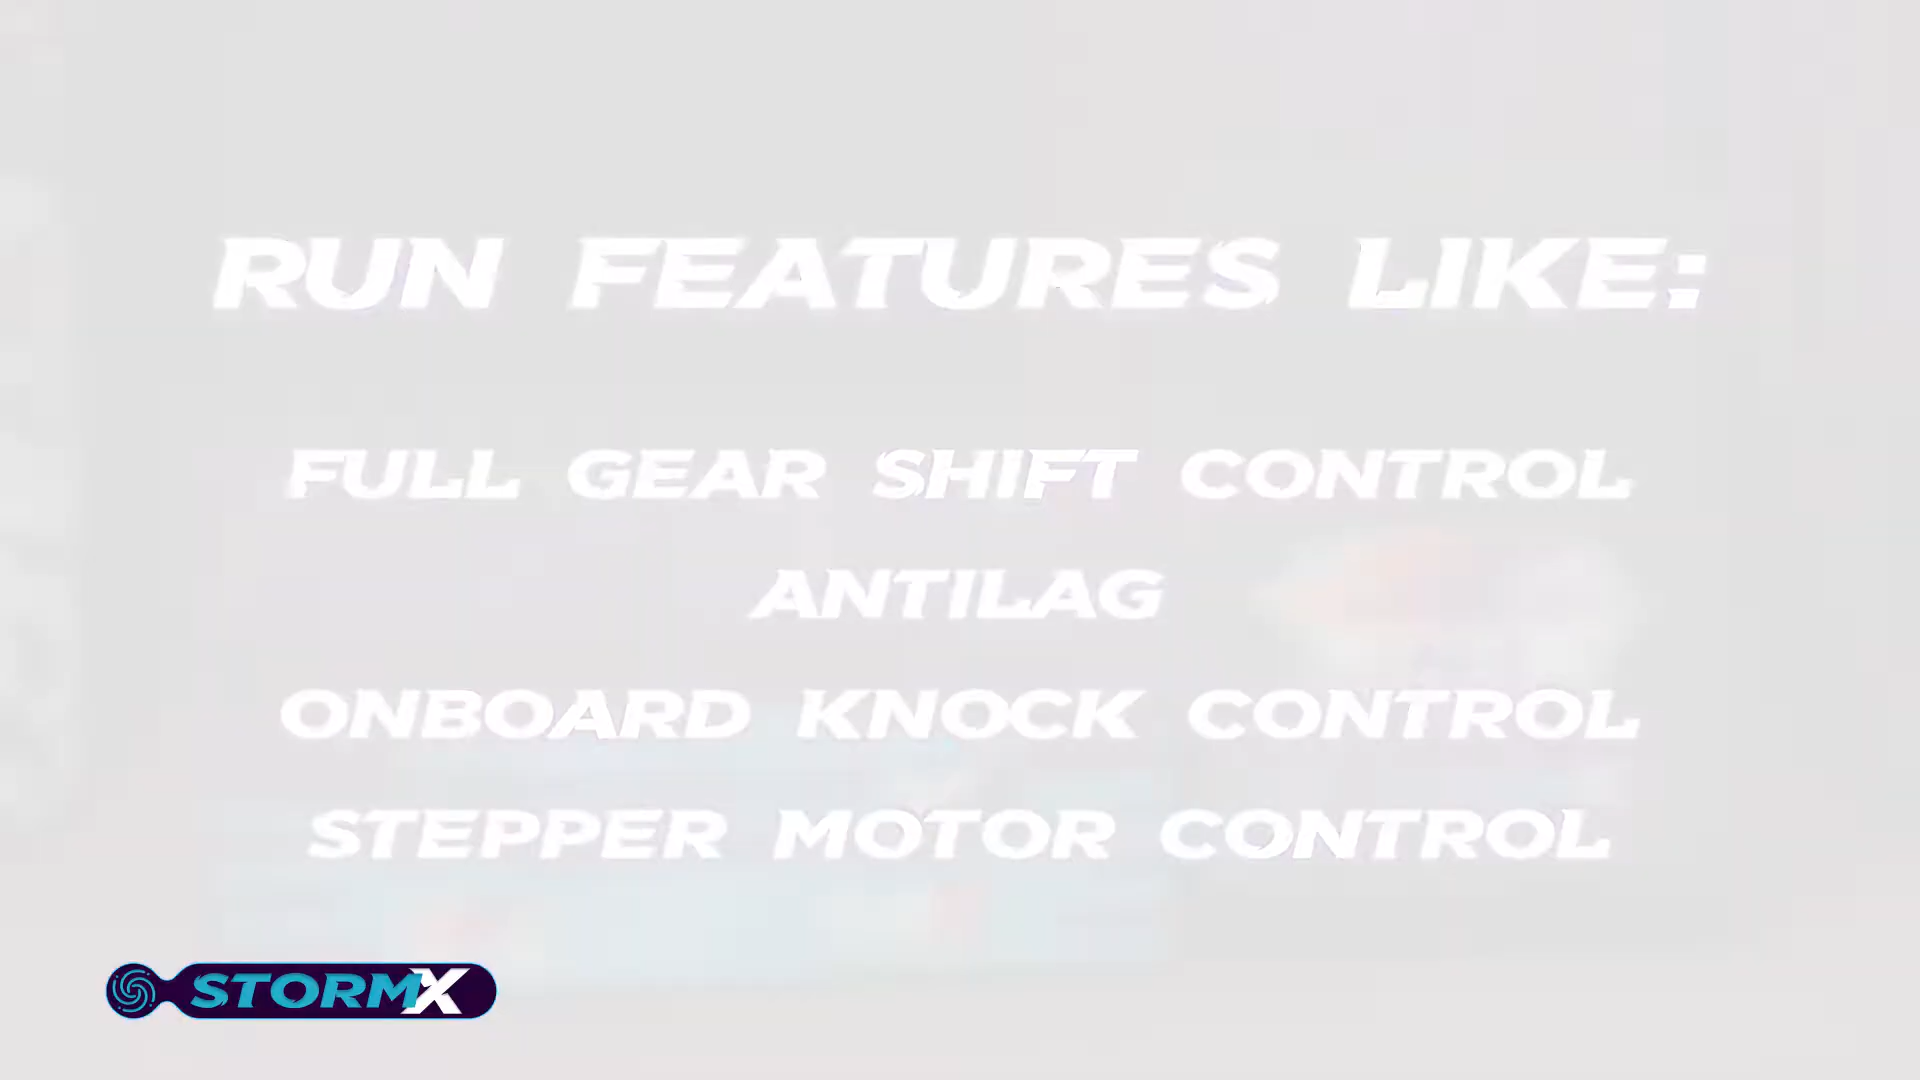 RUN FEATURES LIKE:
FULL GEAR SHIFT CONTROL
ANTILAG
ONBOARD KNOCK CONTROL
STEPPER MOTOR CONTROL
STORMX